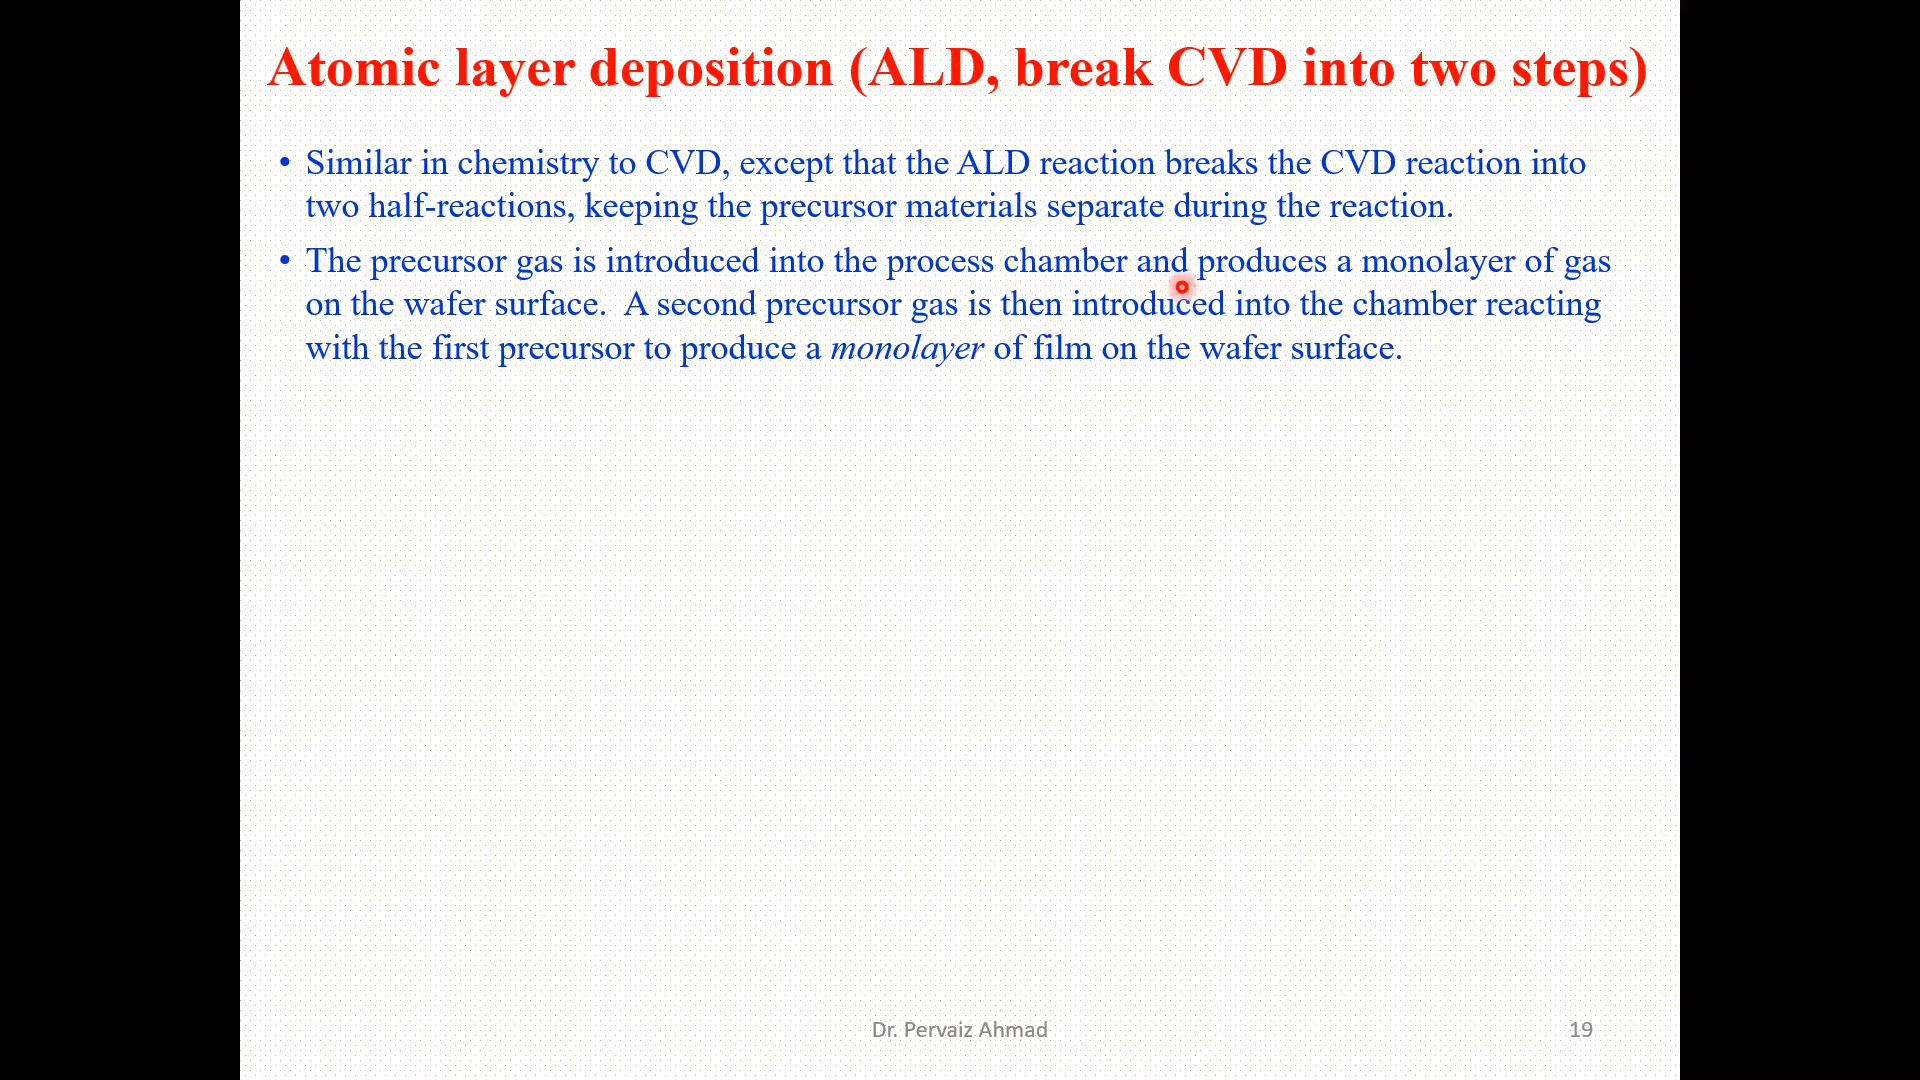 Atomic layer deposition (ALD, break CVD into two steps)
• Similar in chemistry to CVD, except that the ALD reaction breaks the CVD reaction into
two half-reactions, keeping the precursor materials separate during the reaction.
• The precursor gas is introduced into the process chamber and produces a monolayer of gas
on the wafer surface.  A second precursor gas is then introduced into the chamber reacting
with the first precursor to produce a monolayer of film on the wafer surface.
Dr. Pervaiz Ahmad
19